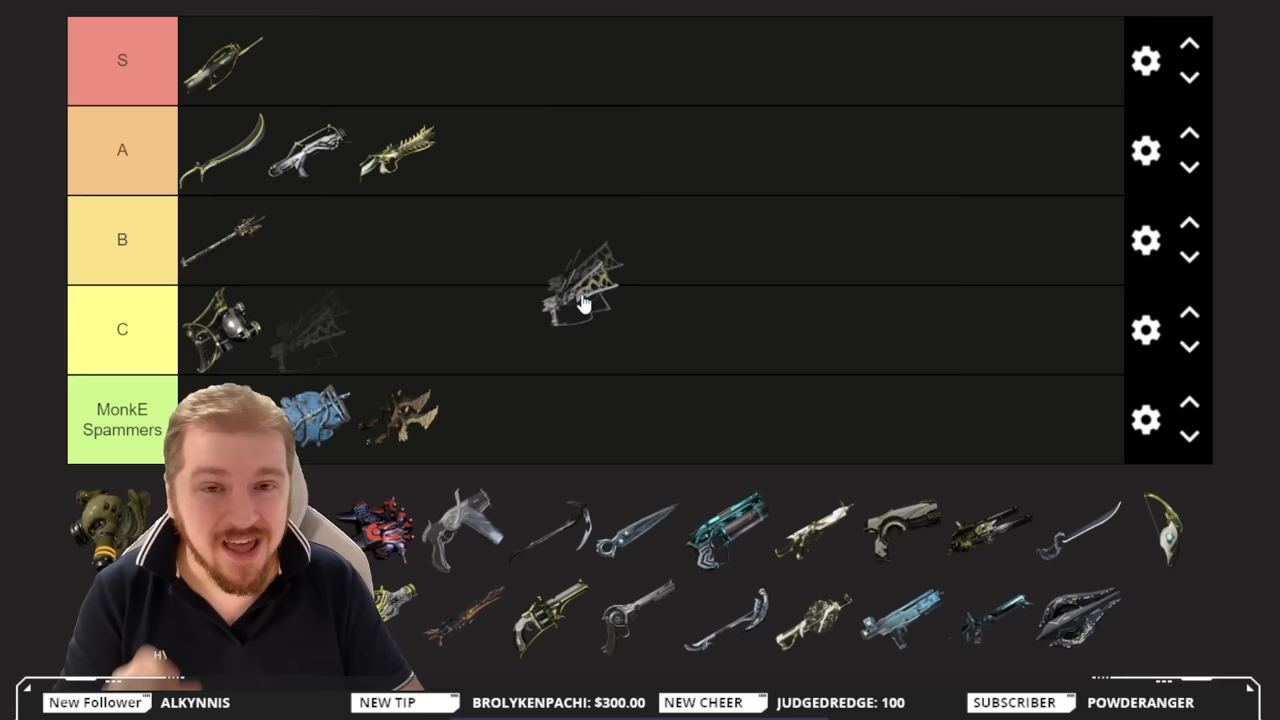 S
A
B
C
MonkE
Spammers
New Follower ALKYNNIS NEW TIP BROLYKENPACHI: $300.00 NEW CHEER JUDGEDREDGE: 100 SUBSCRIBER POWDERANGER